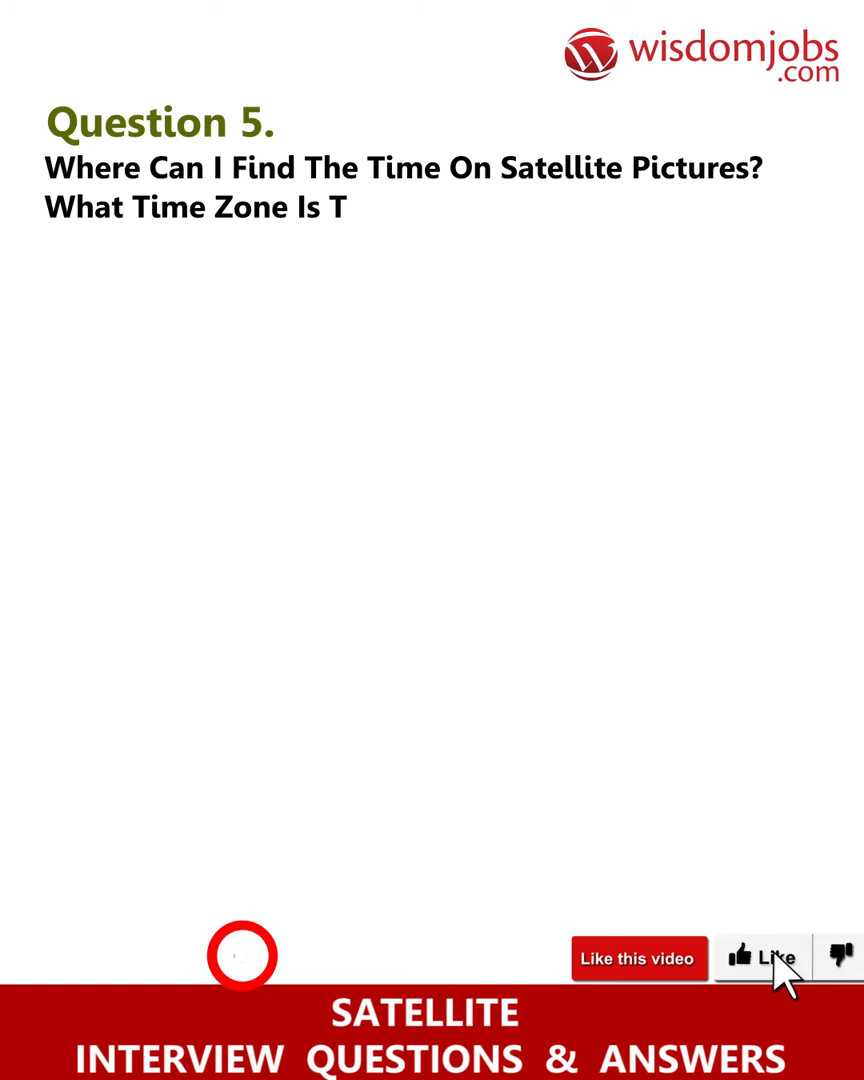 wisdomjobs
.com
Question 5.
Where Can I Find The Time On Satellite Pictures?
What Time Zone Is T
Like this video
Like
SATELLITE
INTERVIEW QUESTIONS & ANSWERS